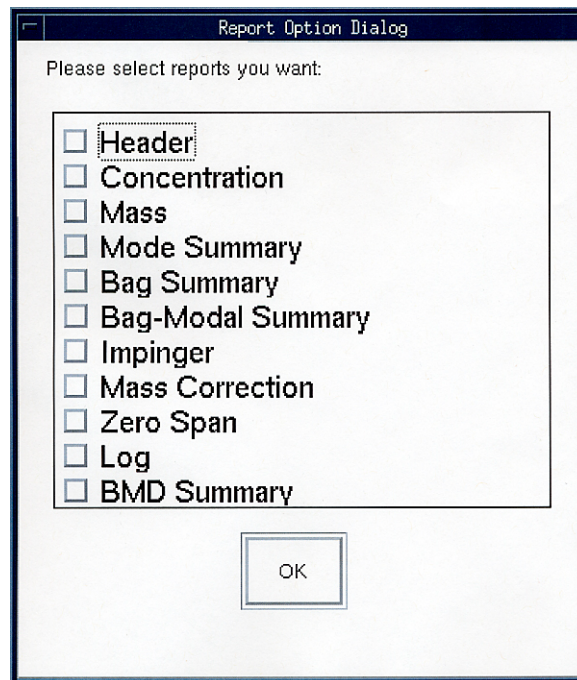 Report Option Dialog
Please select reports you want:
Header
Concentration
Mass
Mode Summary
Bag Summary
Bag-Modal Summary
Impinger
Mass Correction
Zero Span
Log
BMD Summary
OK